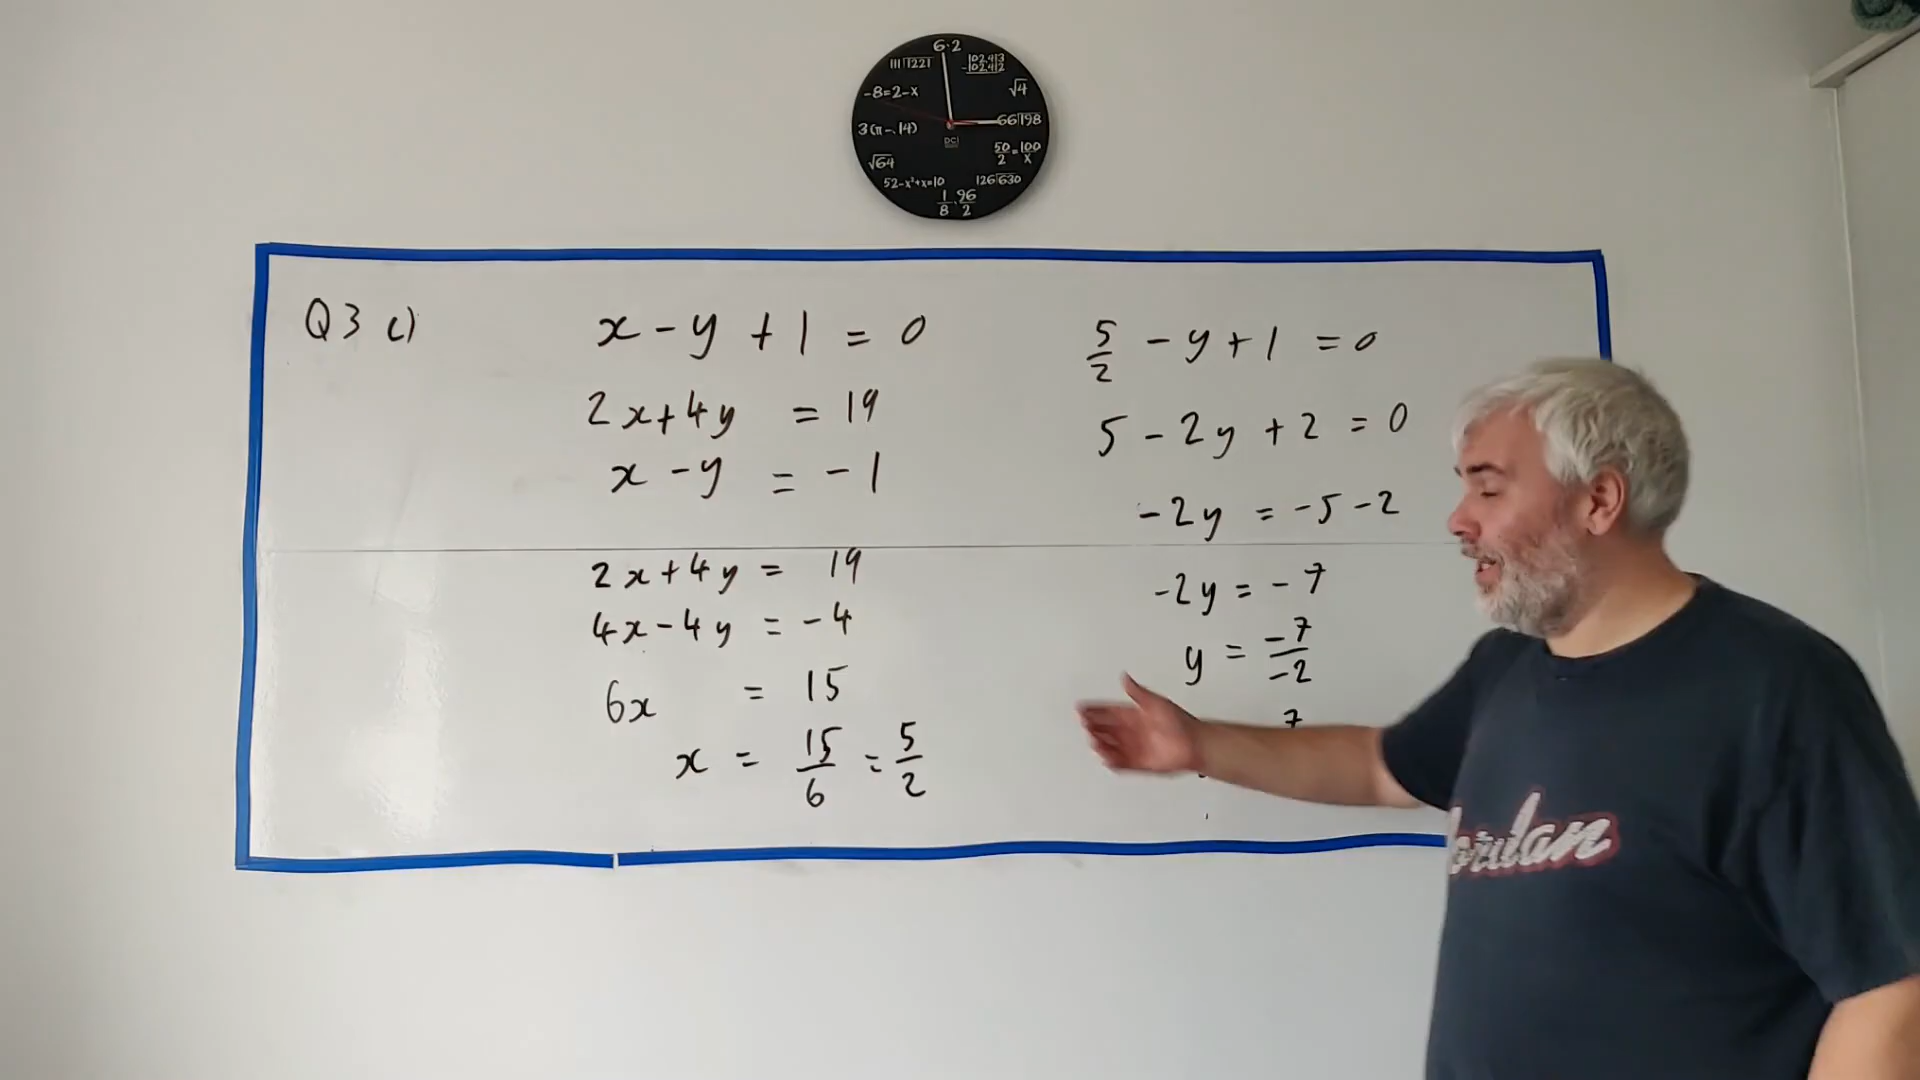 6·2
102,413
-102,412
√4
66⟌198
50/2 = 100/x
126⟌630
1/8 · 96/2
52-x²+x=10
√64
3(π-.14)
-8=2-x
111⟌1221
DCI
Q3 c)
x - y + 1 = 0
2x+4y = 19
x - y = -1
2x+4y = 19
4x-4y = -4
6x = 15
x = 15/6 = 5/2
5/2 - y + 1 = 0
5 - 2y + 2 = 0
-2y = -5-2
-2y = -7
y = -7/-2
7
Jordan